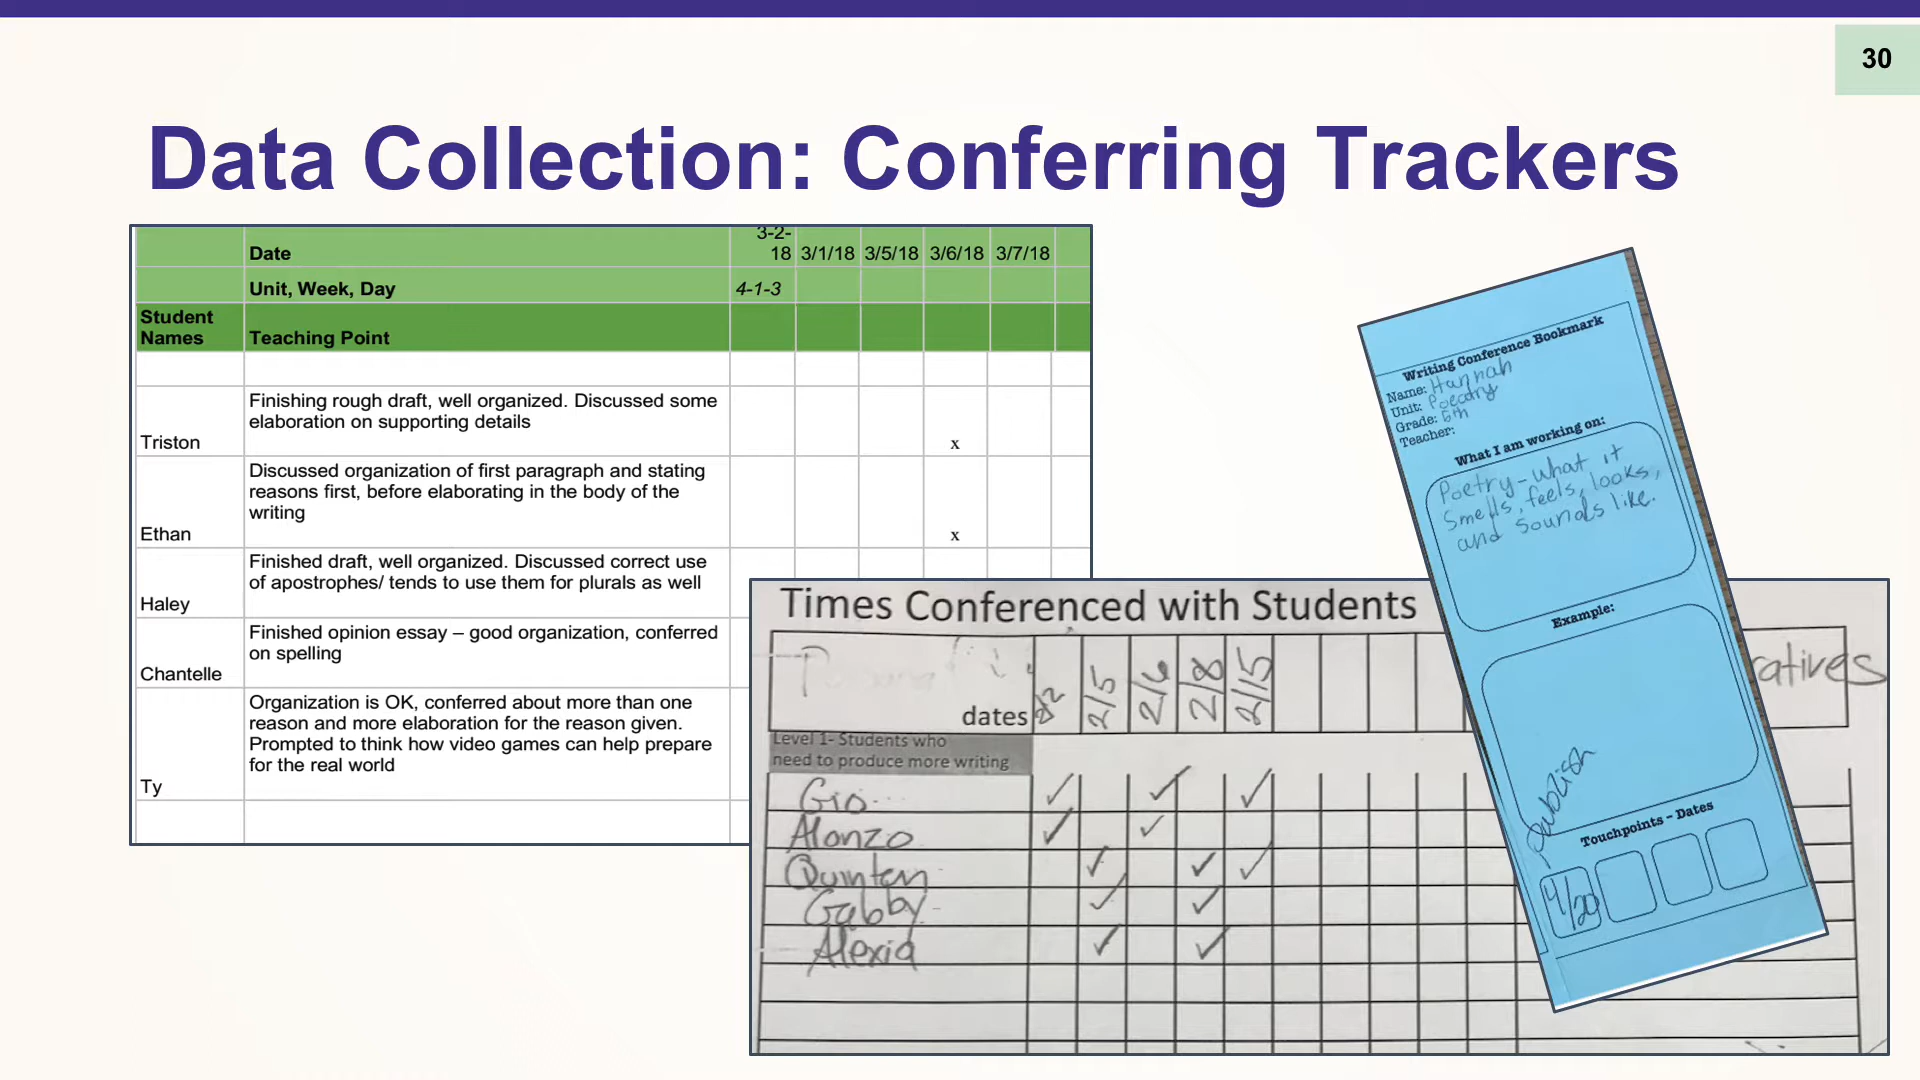 30
Data Collection: Conferring Trackers
Date 3-2-18 3/1/18 3/5/18 3/6/18 3/7/18
Unit, Week, Day 4-1-3
Student Names Teaching Point
Finishing rough draft, well organized. Discussed some
elaboration on supporting details
Triston x
Discussed organization of first paragraph and stating
reasons first, before elaborating in the body of the
writing
Ethan x
Finished draft, well organized. Discussed correct use
of apostrophes/ tends to use them for plurals as well
Haley
Finished opinion essay – good organization, conferred
on spelling
Chantelle
Organization is OK, conferred about more than one
reason and more elaboration for the reason given.
Prompted to think how video games can help prepare
for the real world
Ty
Times Conferenced with Students
dates 2/2 2/5 2/6 2/8 2/15
Level 1- Students who
need to produce more writing
Gio
Alonzo
Quinten
Gabby
Alexia
Writing Conference Bookmark
Name: Hannah
Unit: Poeotry
Grade: 5th
Teacher:
What I am working on:
Poetry - what it
smells, feels, looks,
and sounds like.
Example:
publish
Touchpoints – Dates
4/20